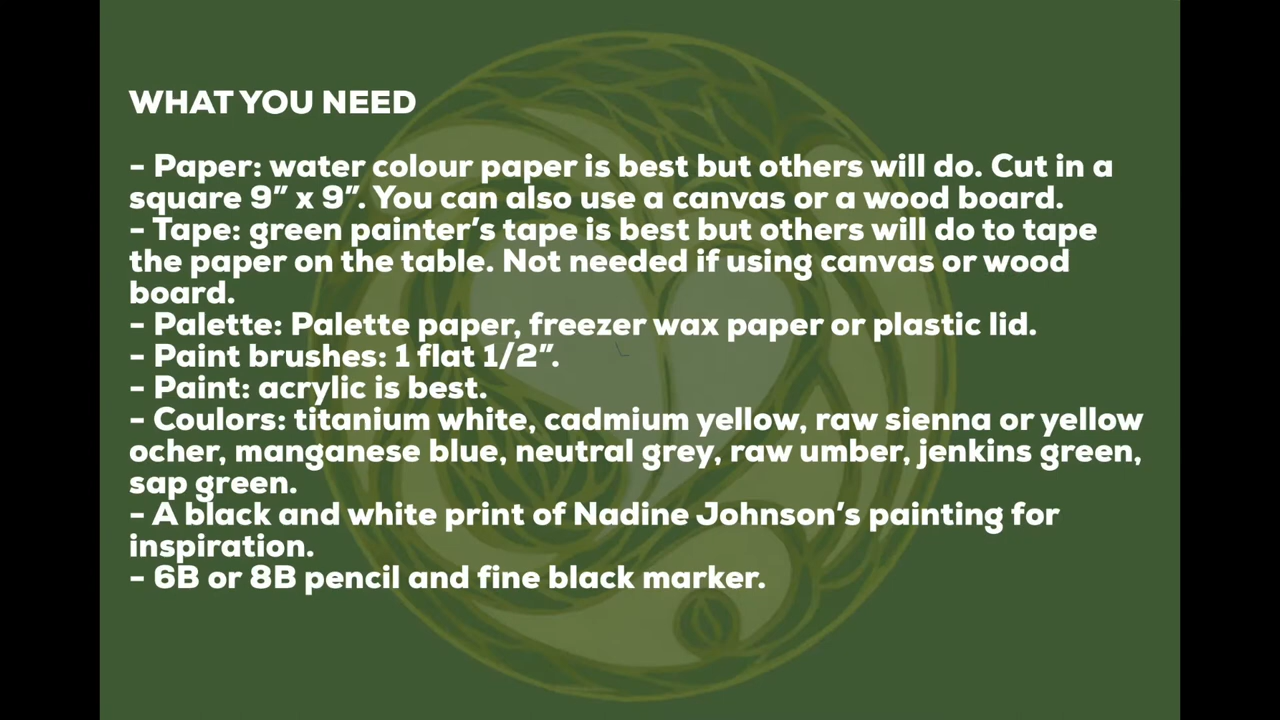 WHAT YOU NEED
- Paper: water colour paper is best but others will do. Cut in a
square 9” x 9”. You can also use a canvas or a wood board.
- Tape: green painter’s tape is best but others will do to tape
the paper on the table. Not needed if using canvas or wood
board.
- Palette: Palette paper, freezer wax paper or plastic lid.
- Paint brushes: 1 flat 1/2”.
- Paint: acrylic is best.
- Coulors: titanium white, cadmium yellow, raw sienna or yellow
ocher, manganese blue, neutral grey, raw umber, jenkins green,
sap green.
- A black and white print of Nadine Johnson’s painting for
inspiration.
- 6B or 8B pencil and fine black marker.